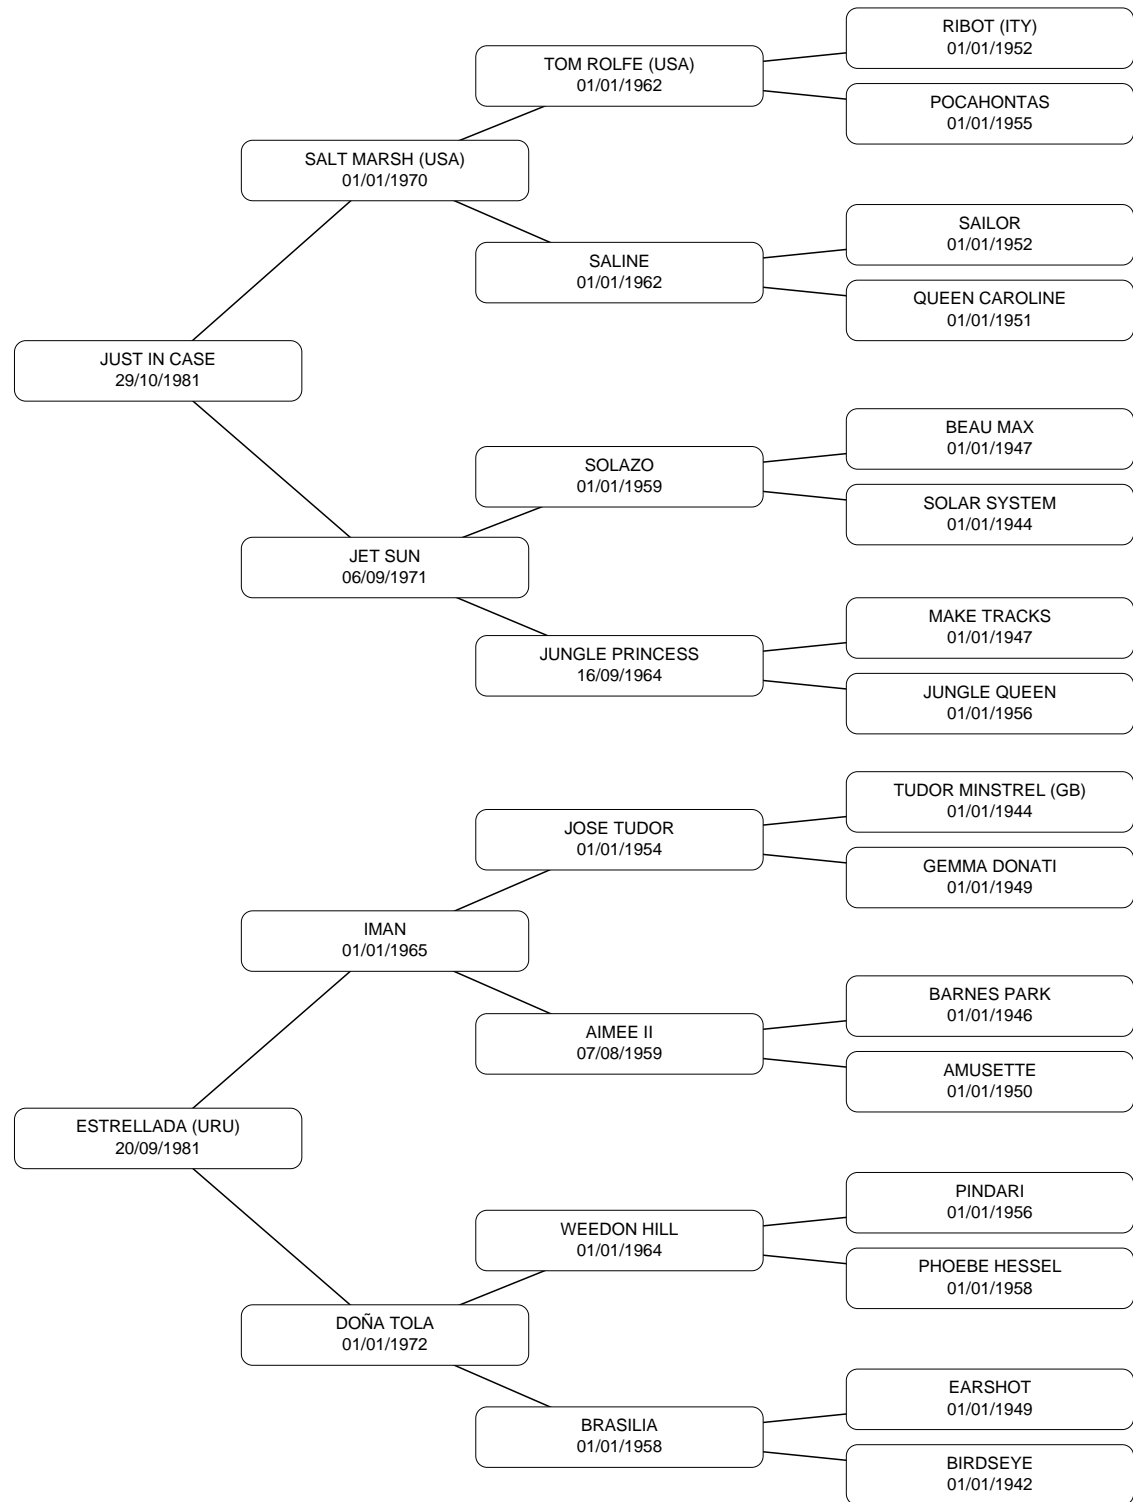 RIBOT (ITY)
01/01/1952
TOM ROLFE (USA)
01/01/1962
POCAHONTAS
01/01/1955
SALT MARSH (USA)
01/01/1970
SAILOR
01/01/1952
SALINE
01/01/1962
QUEEN CAROLINE
01/01/1951
JUST IN CASE
29/10/1981
BEAU MAX
01/01/1947
SOLAZO
01/01/1959
SOLAR SYSTEM
01/01/1944
JET SUN
06/09/1971
MAKE TRACKS
01/01/1947
JUNGLE PRINCESS
16/09/1964
JUNGLE QUEEN
01/01/1956
TUDOR MINSTREL (GB)
01/01/1944
JOSE TUDOR
01/01/1954
GEMMA DONATI
01/01/1949
IMAN
01/01/1965
BARNES PARK
01/01/1946
AIMEE II
07/08/1959
AMUSETTE
01/01/1950
ESTRELLADA (URU)
20/09/1981
PINDARI
01/01/1956
WEEDON HILL
01/01/1964
PHOEBE HESSEL
01/01/1958
DOÑA TOLA
01/01/1972
EARSHOT
01/01/1949
BRASILIA
01/01/1958
BIRDSEYE
01/01/1942